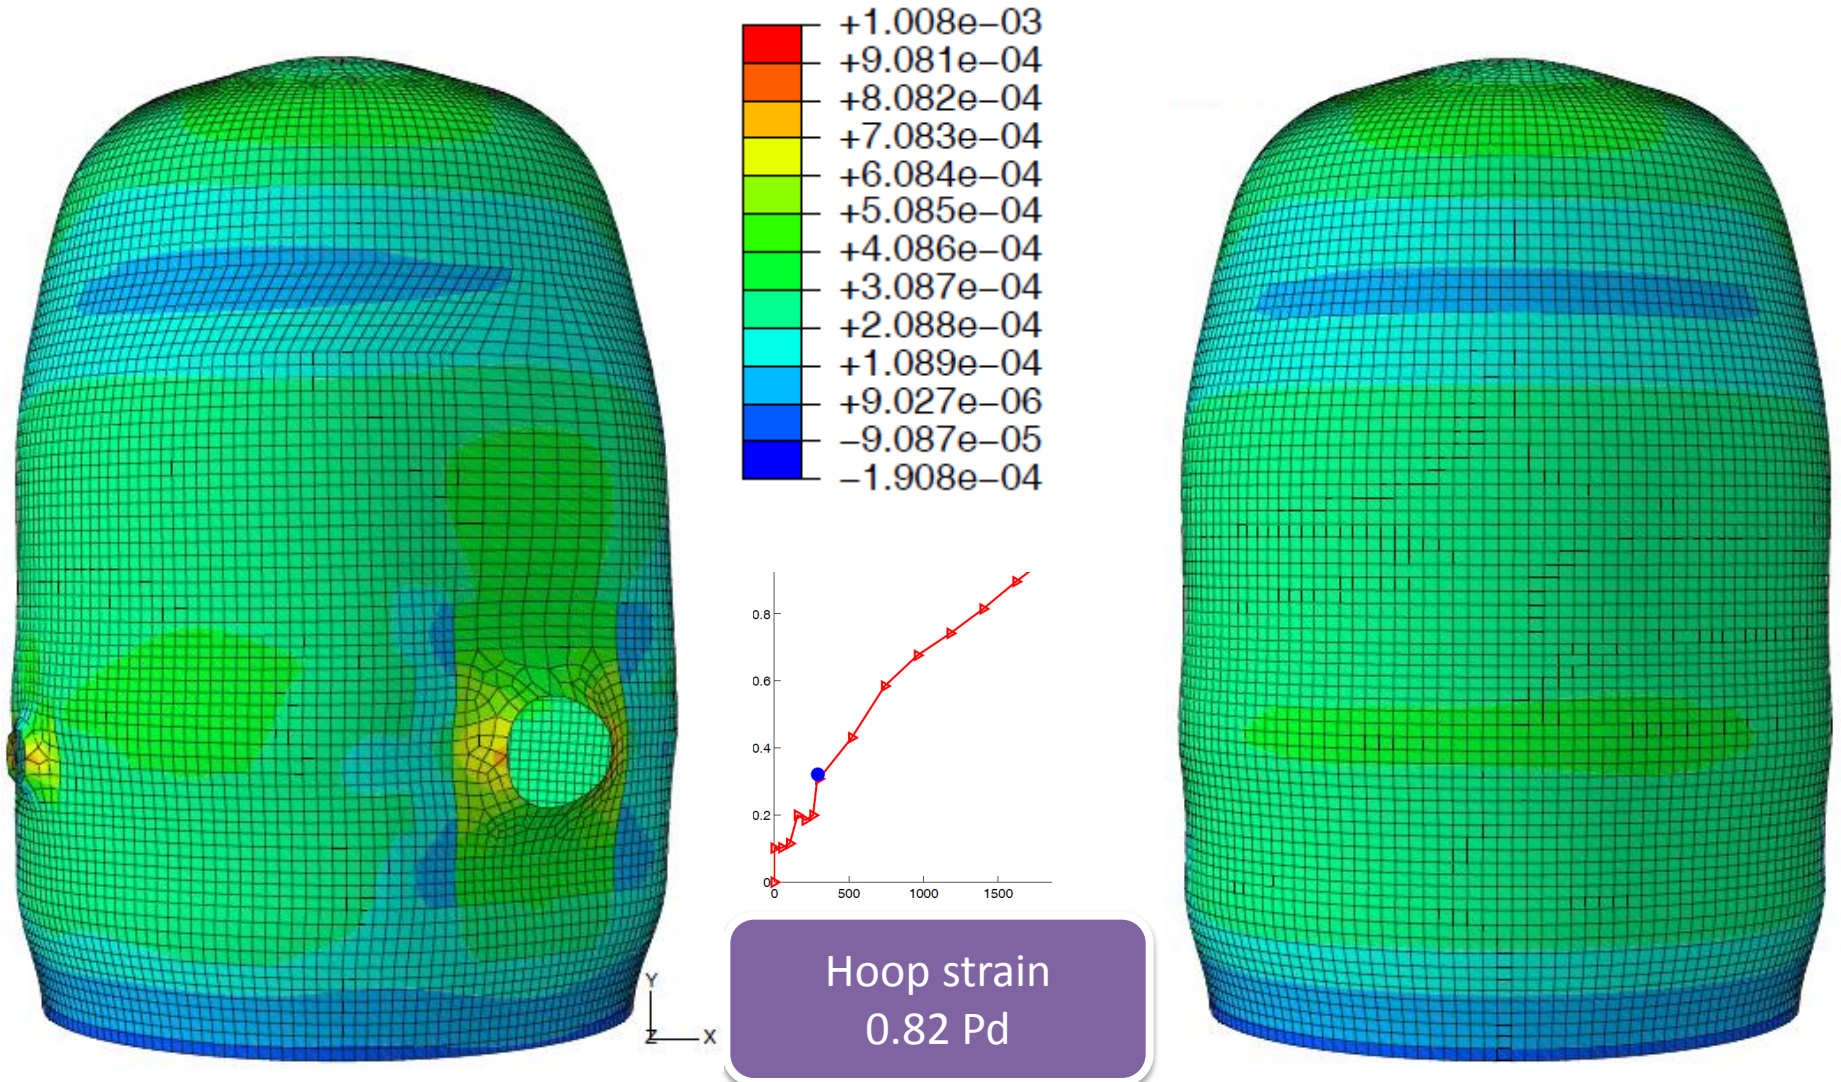 +1.008e−03
+9.081e−04
+8.082e−04
+7.083e−04
+6.084e−04
+5.085e−04
+4.086e−04
+3.087e−04
+2.088e−04
+1.089e−04
+9.027e−06
−9.087e−05
−1.908e−04
0.8
0.6
0.4
0.2
0
0 500 1000 1500
Y
Z X
Hoop strain
0.82 Pd